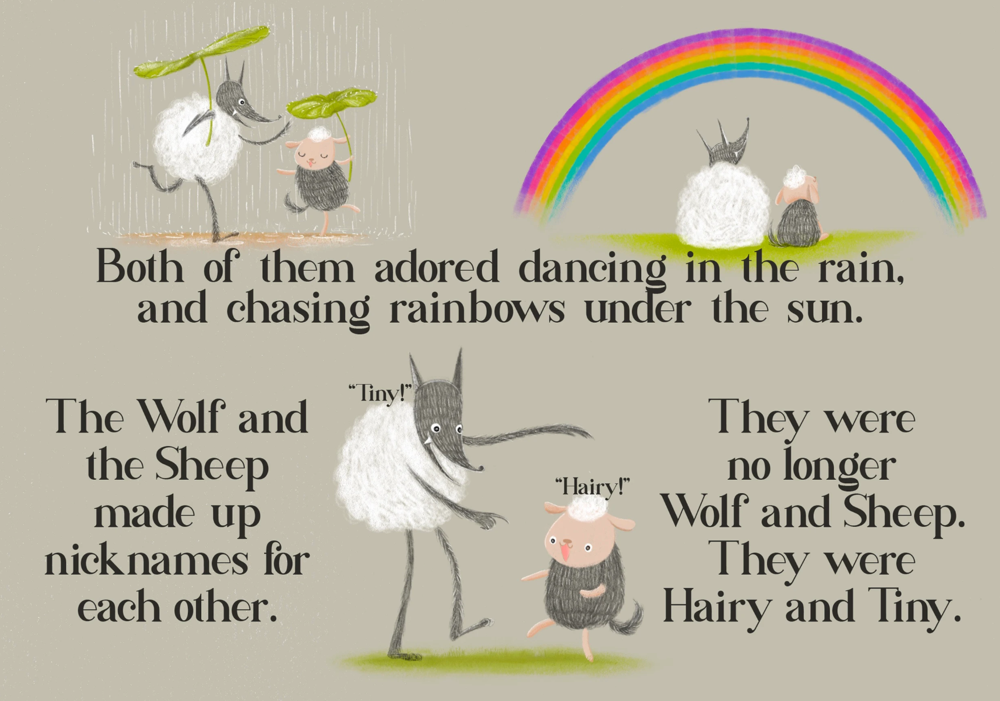 Both of them adored dancing in the rain,
and chasing rainbows under the sun.
The Wolf and
the Sheep
made up
nicknames for
each other.
“Tiny!”
“Hairy!”
They were
no longer
Wolf and Sheep.
They were
Hairy and Tiny.